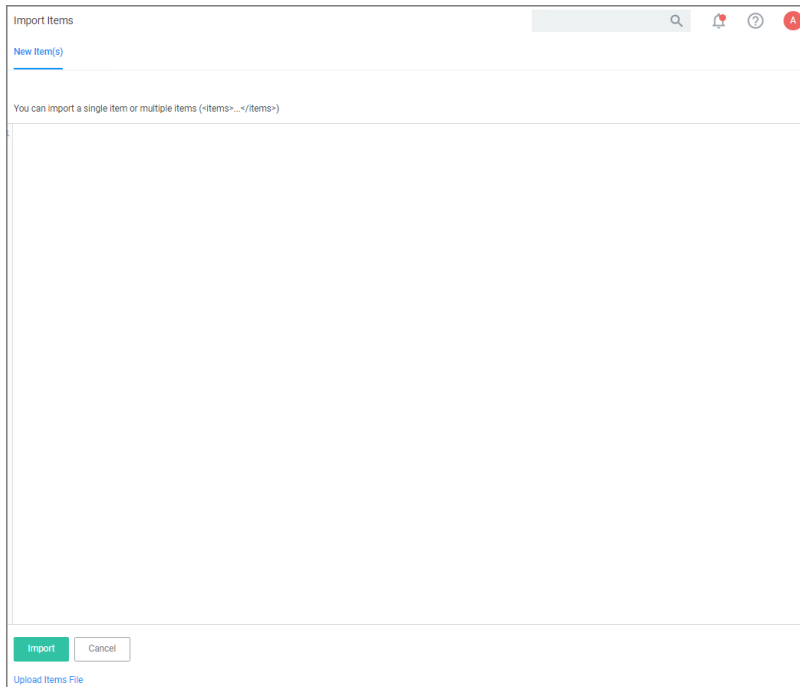 Import Items
A
New Item(s)
You can import a single item or multiple items (<items>...</items>)
1
Import
Cancel
Upload Items File